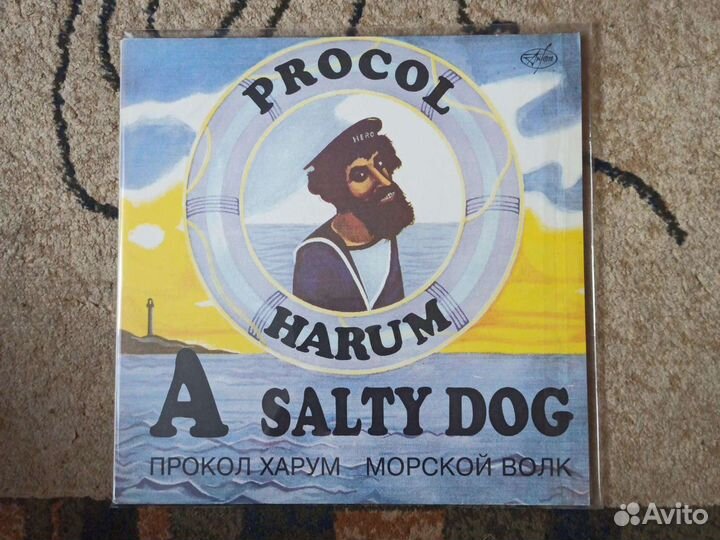 PROCOL
HERO
HARUM
A SALTY DOG
ПРОКОЛ ХАРУМ МОРСКОЙ ВОЛК
Avito